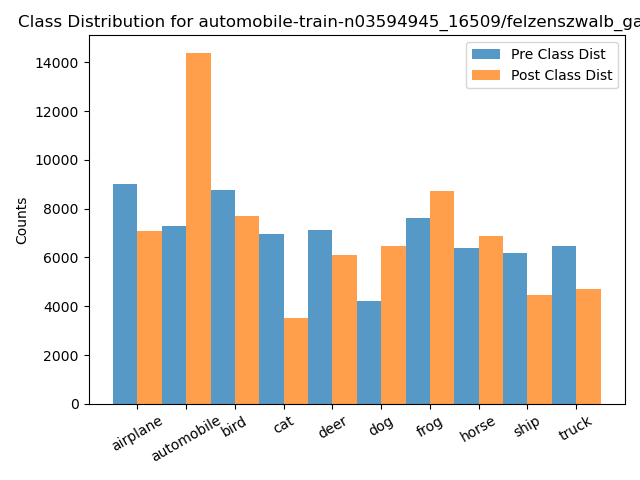 Class Distribution for automobile-train-n03594945_16509/felzenszwalb_ga
Pre Class Dist
Post Class Dist
14000
12000
10000
8000
6000
4000
2000
0
Counts
airplane
automobile
bird
cat
deer
dog
frog
horse
ship
truck